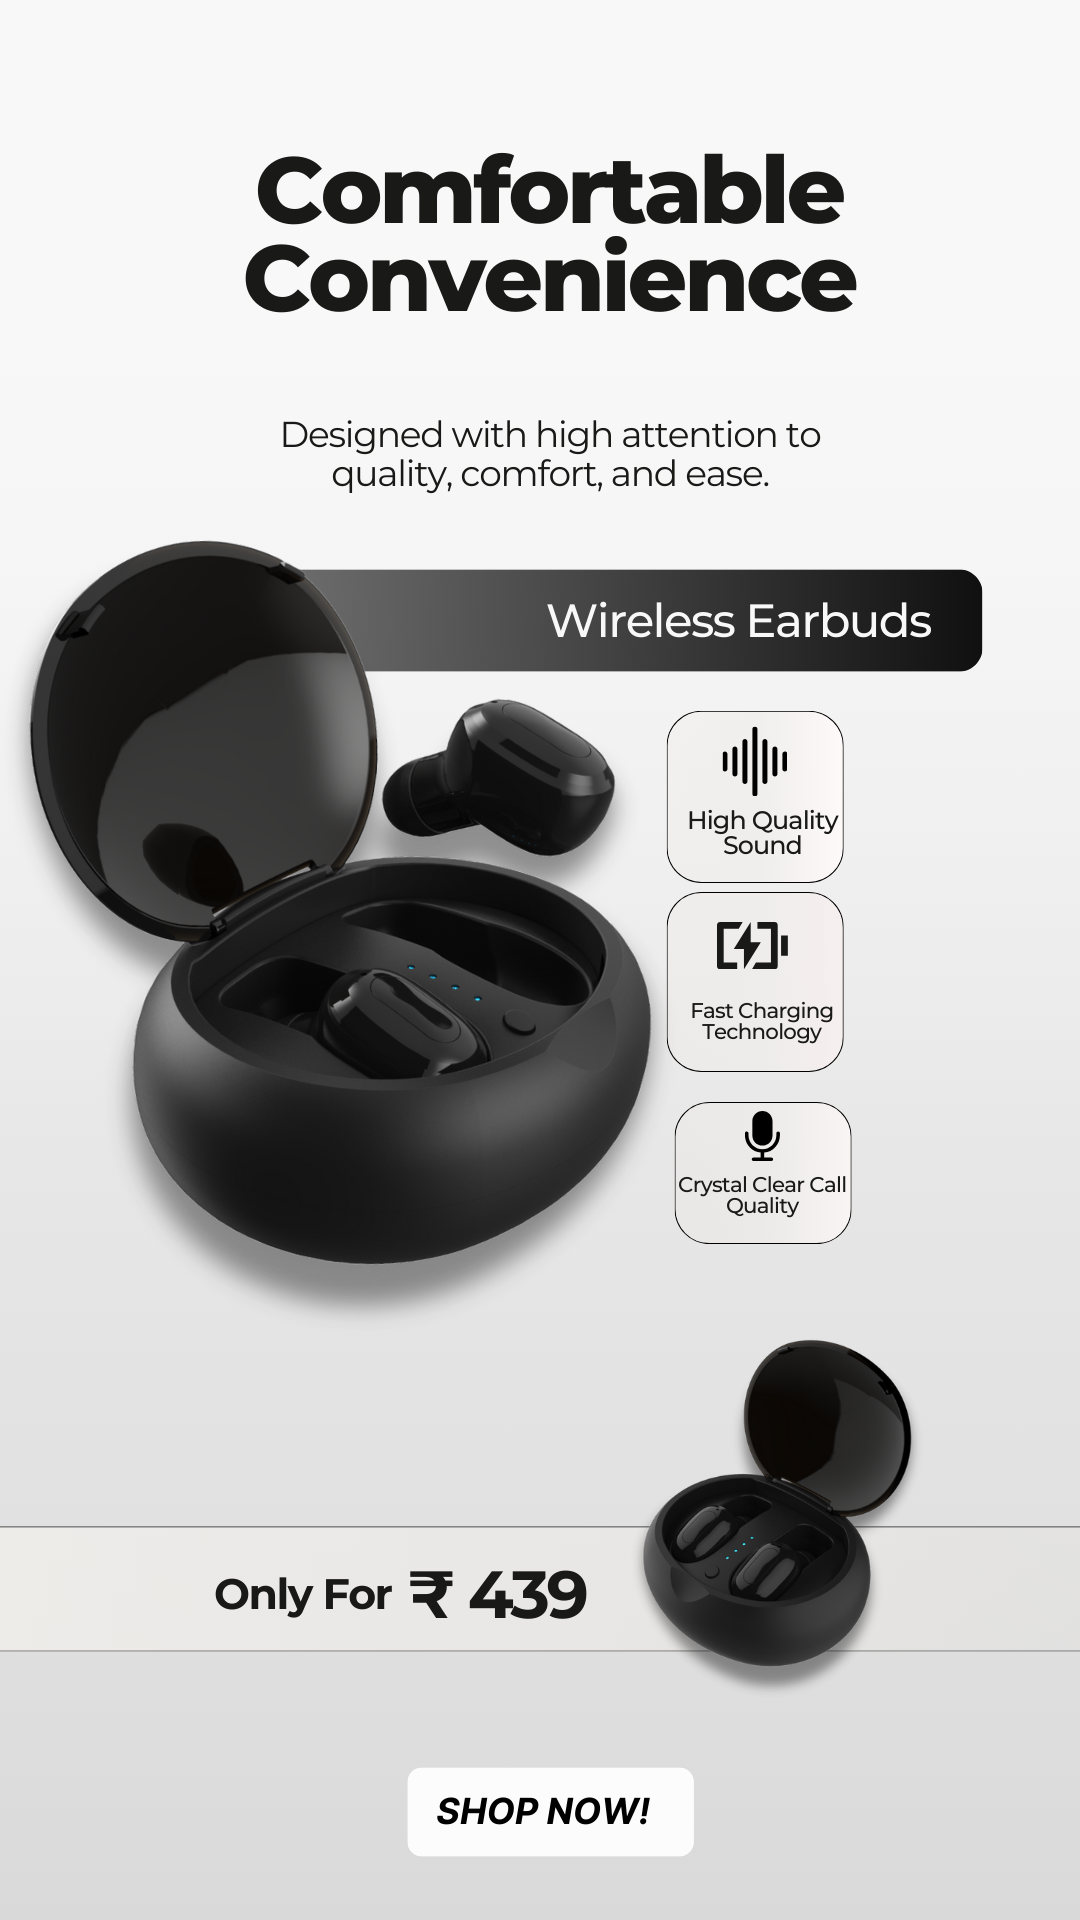 Comfortable
Convenience
Designed with high attention to
quality, comfort, and ease.
Wireless Earbuds
High Quality
Sound
Fast Charging
Technology
Crystal Clear Call
Quality
Only For ₹ 439
SHOP NOW!